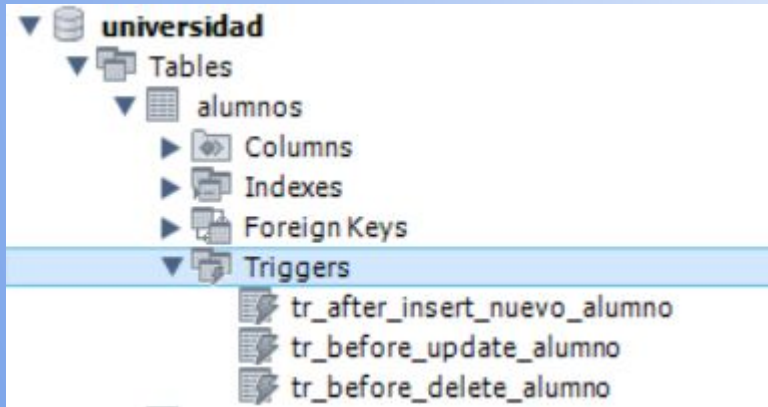 universidad
Tables
alumnos
Columns
Indexes
Foreign Keys
Triggers
tr_after_insert_nuevo_alumno
tr_before_update_alumno
tr_before_delete_alumno